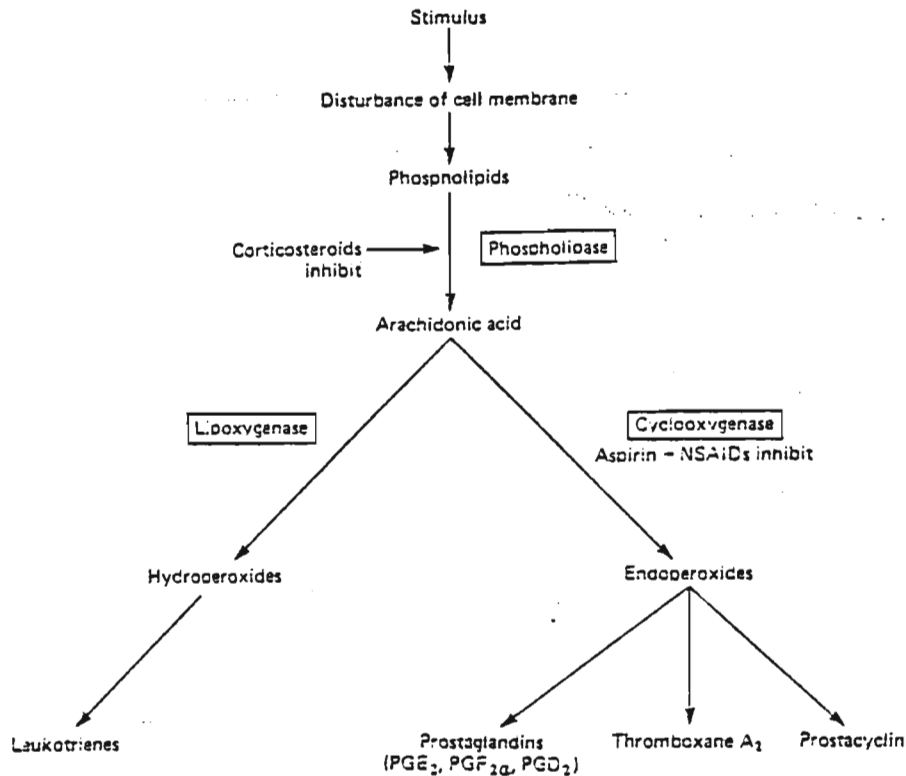 Stimulus
Disturbance of cell membrane
Phospholipids
Corticosteroids
inhibit
Phospholipase
Arachidonic acid
Lipoxygenase
Cyclooxygenase
Aspirin – NSAIDs inhibit
Hydroperoxides
Endoperoxides
Leukotrienes
Prostaglandins
(PGE₂, PGF₂α, PGD₂)
Thromboxane A₂
Prostacyclin